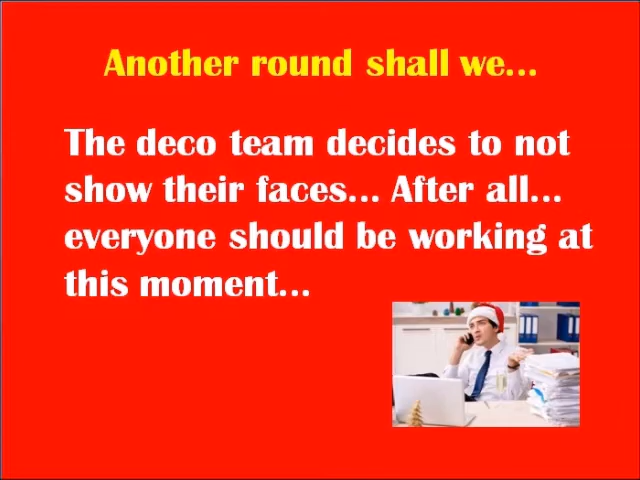 Another round shall we...
The deco team decides to not
show their faces... After all...
everyone should be working at
this moment...